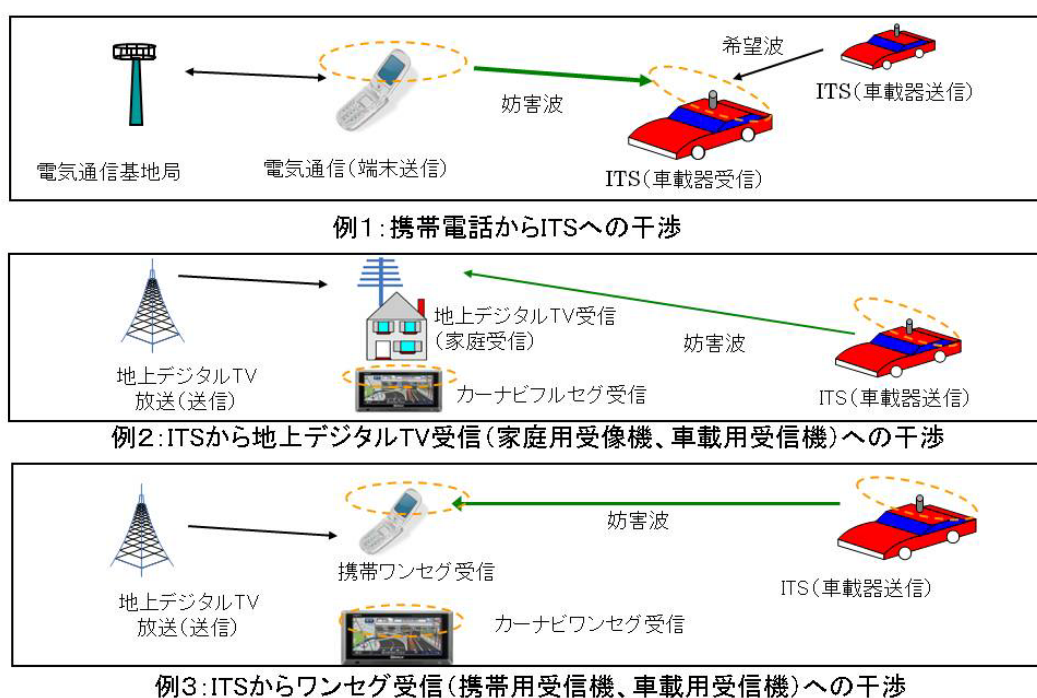 希望波
ITS(車載器送信)
妨害波
電気通信基地局
電気通信(端末送信)
ITS(車載器受信)
例1:携帯電話からITSへの干渉
地上デジタルTV受信
(家庭受信)
妨害波
地上デジタルTV
放送(送信)
カーナビフルセグ受信
ITS(車載器送信)
例2:ITSから地上デジタルTV受信(家庭用受像機、車載用受信機)への干渉
妨害波
携帯ワンセグ受信
ITS(車載器送信)
地上デジタルTV
放送(送信)
カーナビワンセグ受信
例3:ITSからワンセグ受信(携帯用受信機、車載用受信機)への干渉